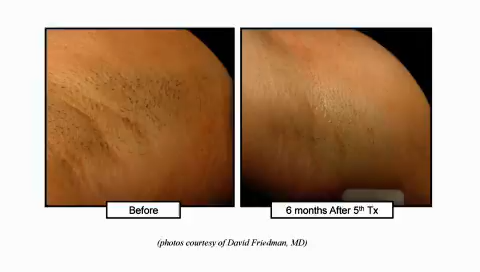 Before
6 months After 5th Tx
(photos courtesy of David Friedman, MD)